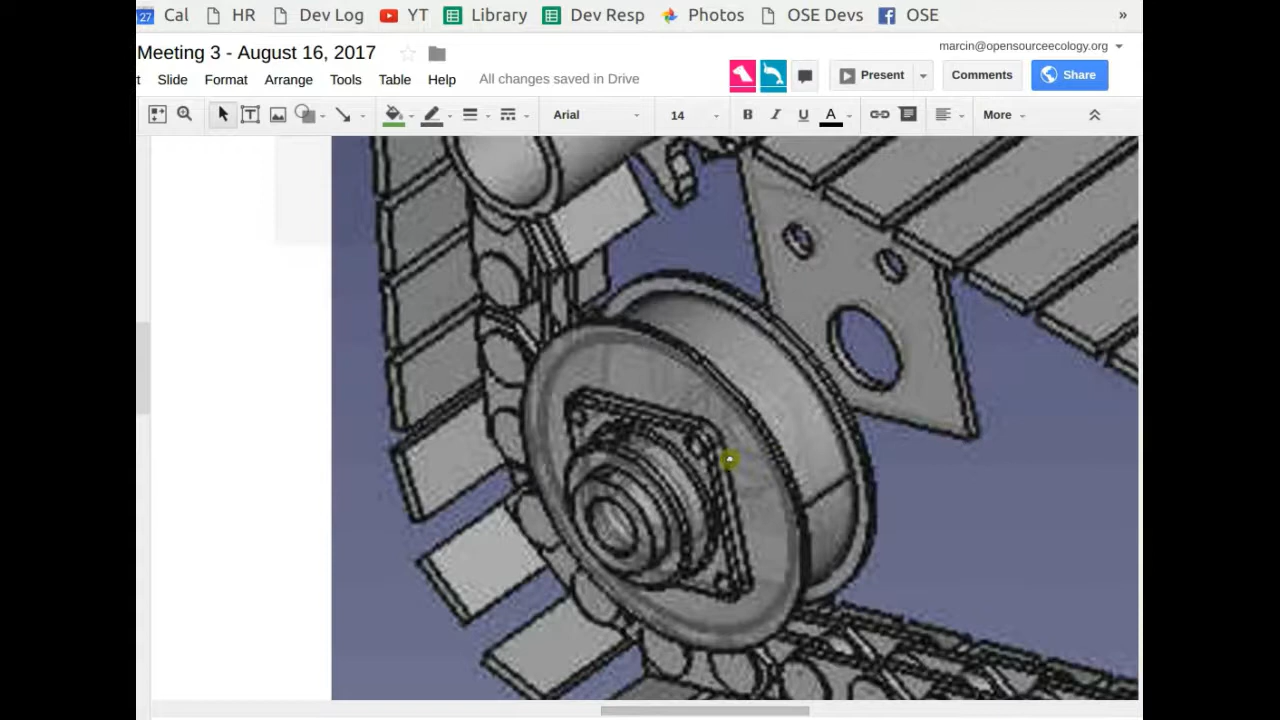 27 Cal HR Dev Log YT Library Dev Resp Photos OSE Devs OSE »
Meeting 3 - August 16, 2017
marcin@opensourceecology.org
t Slide Format Arrange Tools Table Help All changes saved in Drive
Present Comments Share
Arial 14 B I U A More